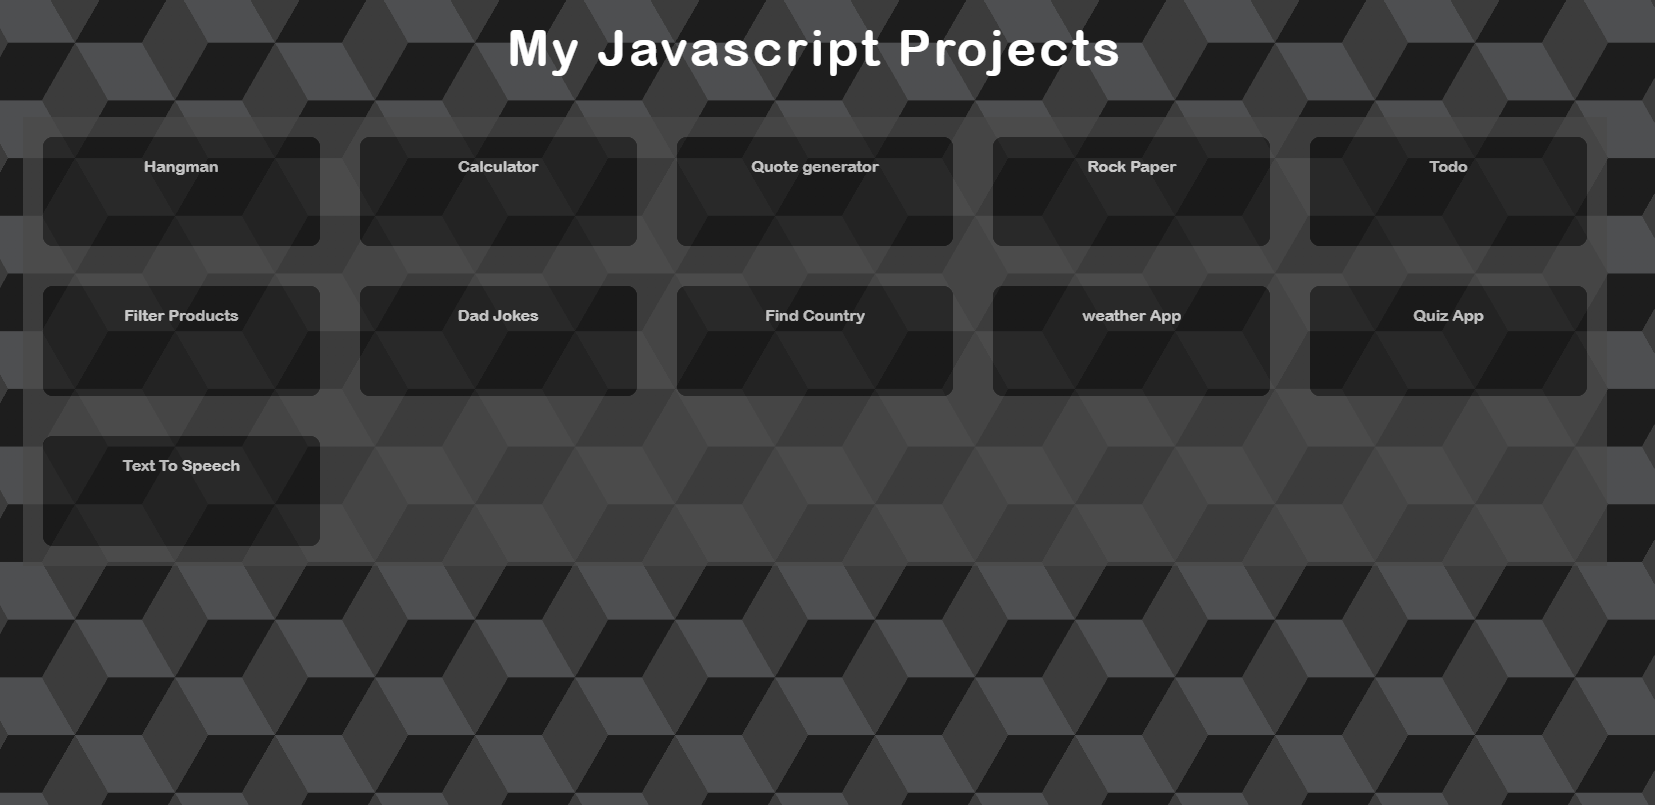 My Javascript Projects
Hangman
Calculator
Quote generator
Rock Paper
Todo
Filter Products
Dad Jokes
Find Country
weather App
Quiz App
Text To Speech